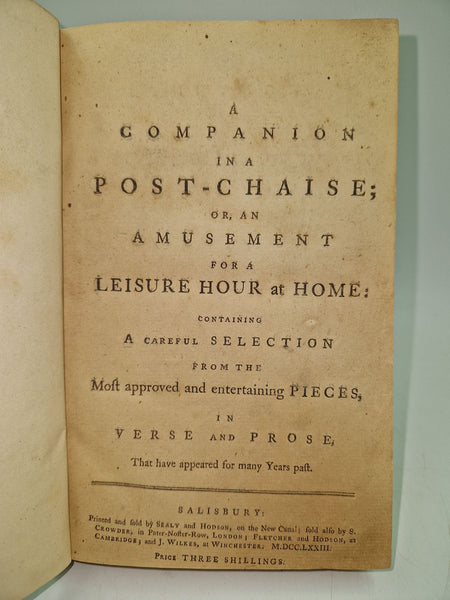 A
COMPANION
IN A
POST-CHAISE;
OR, AN
AMUSEMENT
FOR A
LEISURE HOUR at HOME:
CONTAINING
A CAREFUL SELECTION
FROM THE
Moſt approved and entertaining PIECES,
IN
VERSE AND PROSE,
That have appeared for many Years paſt.
SALISBURY:
Printed and ſold by SEALY and HODSON, on the New Canal; ſold alſo by S.
CROWDER, in Pater-Noſter-Row, LONDON; FLETCHER and HODSON, at
CAMBRIDGE; and J. WILKES, at WINCHESTER. M.DCC.LXXIII.
PRICE THREE SHILLINGS.